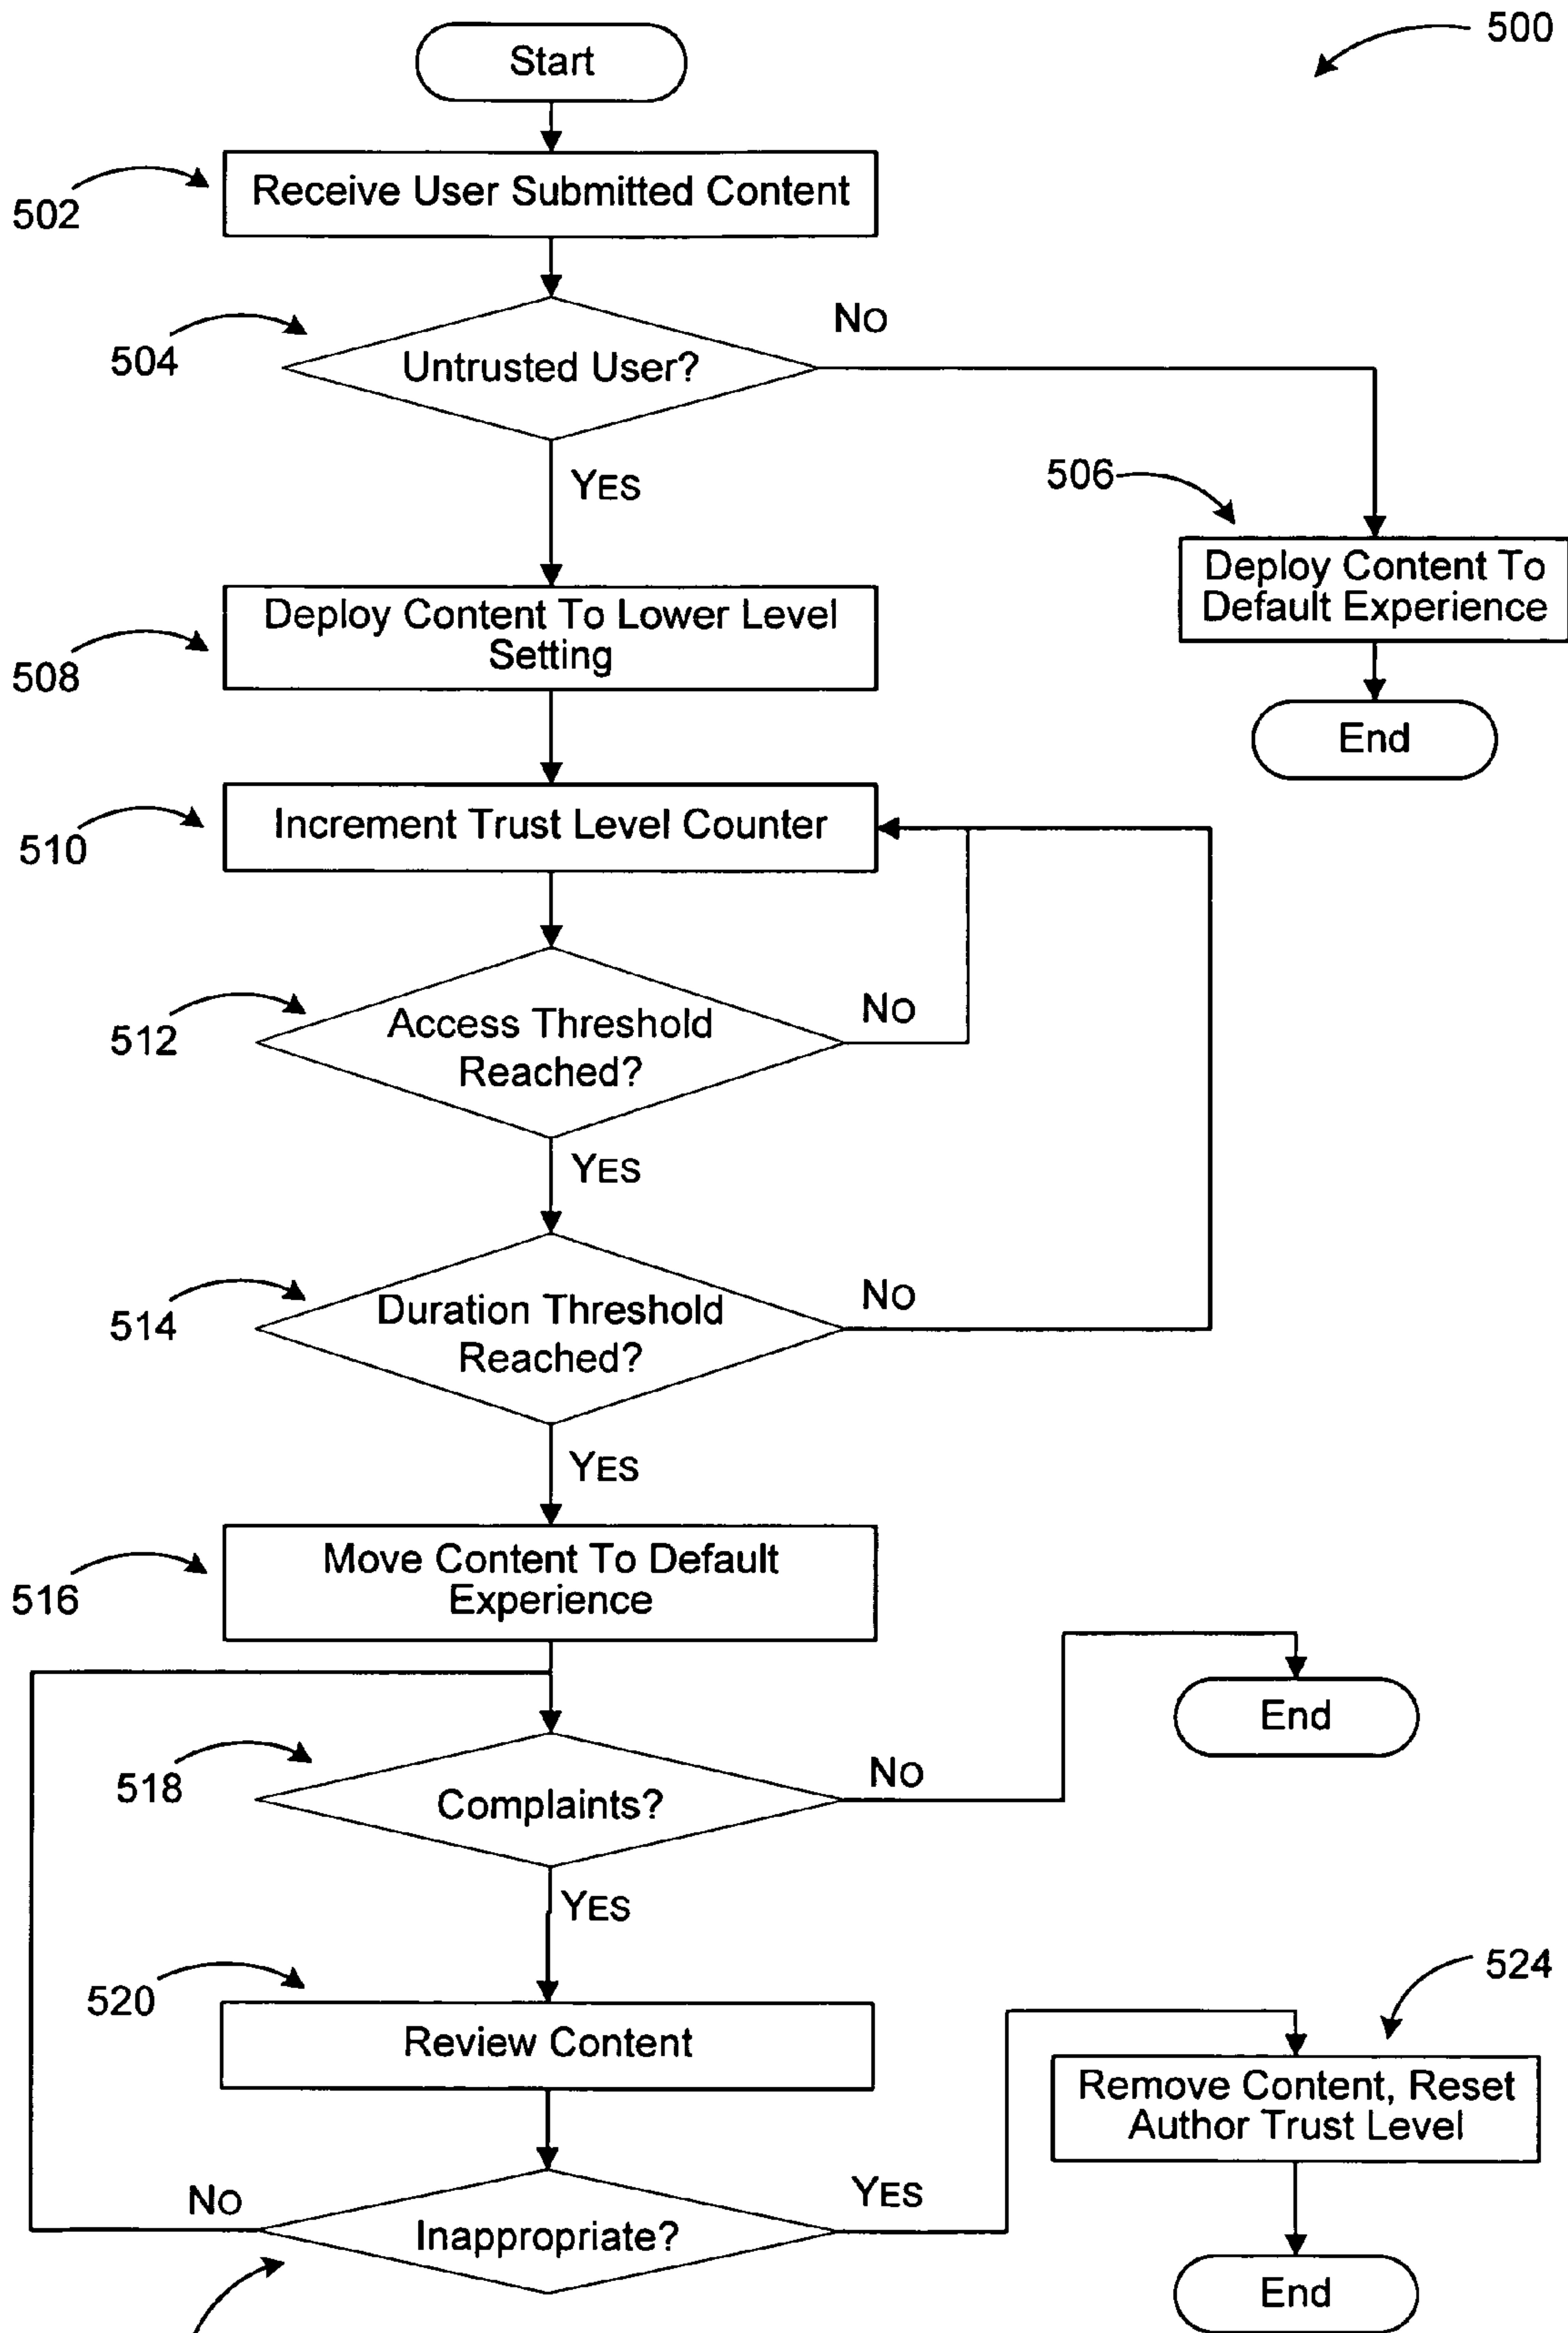 500
Start
502
Receive User Submitted Content
504
Untrusted User?
NO
YES
506
Deploy Content To
Default Experience
End
508
Deploy Content To Lower Level
Setting
510
Increment Trust Level Counter
512
Access Threshold
Reached?
NO
YES
514
Duration Threshold
Reached?
NO
YES
516
Move Content To Default
Experience
End
518
Complaints?
NO
YES
520
Review Content
524
Remove Content, Reset
Author Trust Level
NO
Inappropriate?
YES
End